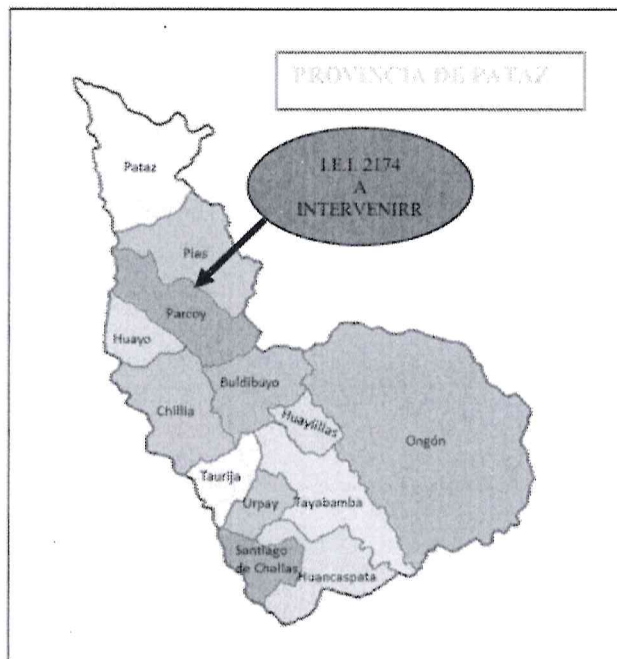 PROVINCIA DE PATAZ
Pataz
I.E.I. 2174
A
INTERVENIRR
Pias
Parcoy
Huayo
Buldibuyo
Chillia
Huaylillas
Ongón
Taurija
Urpay
Tayabamba
Santiago
de Challas
Huancaspata